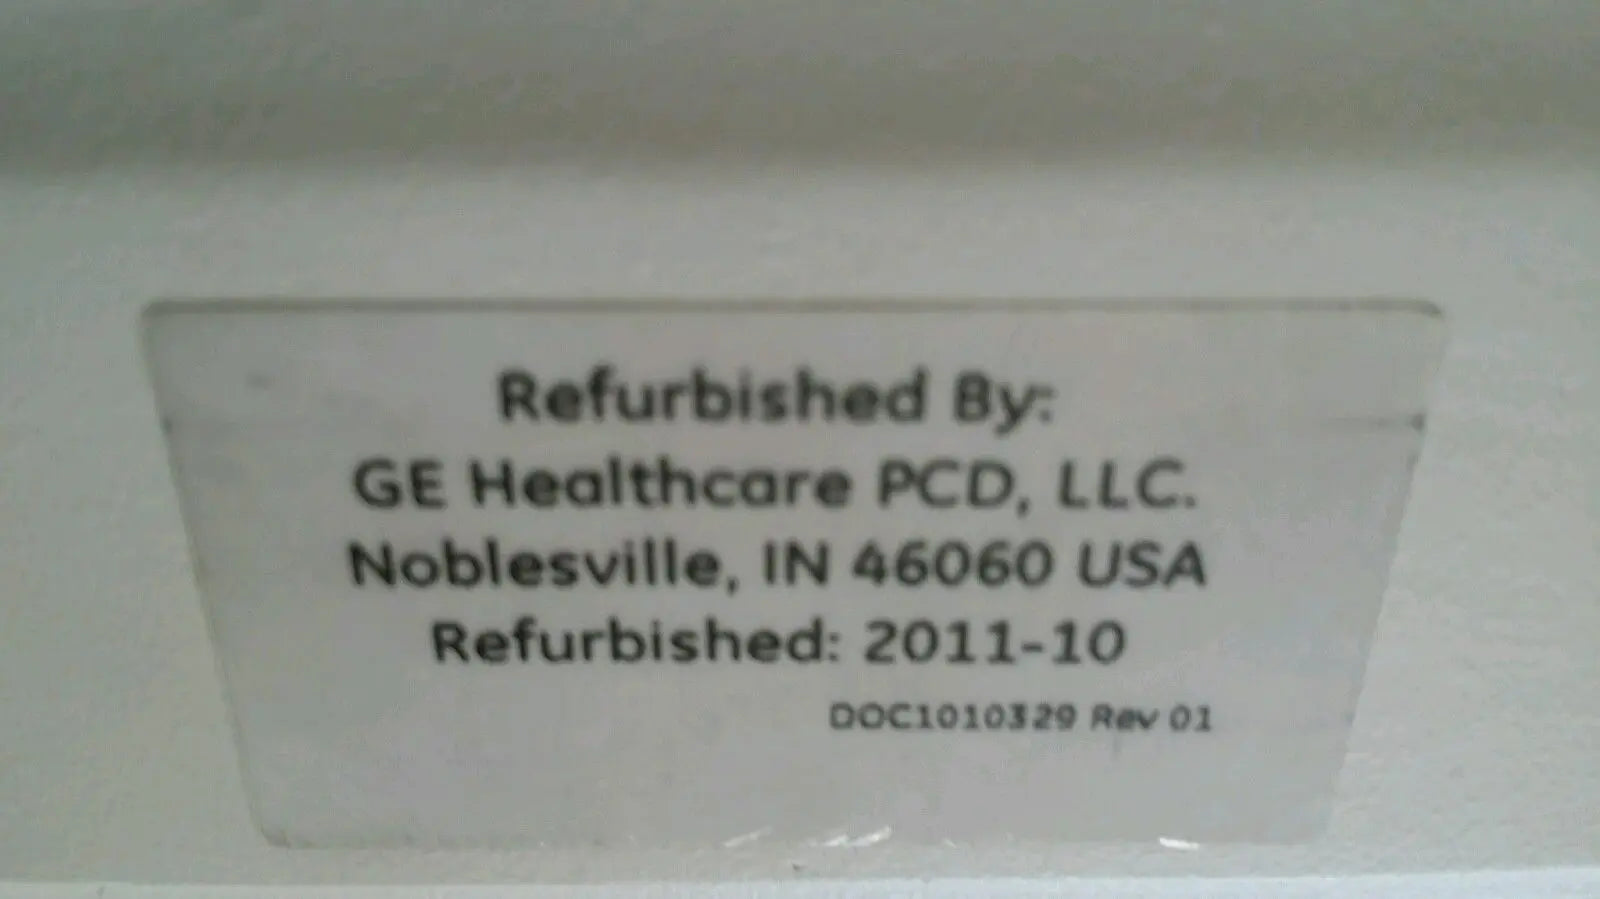 Refurbished By:
GE Healthcare PCD, LLC.
Noblesville, IN 46060 USA
Refurbished: 2011-10
DOC1010329 Rev 01